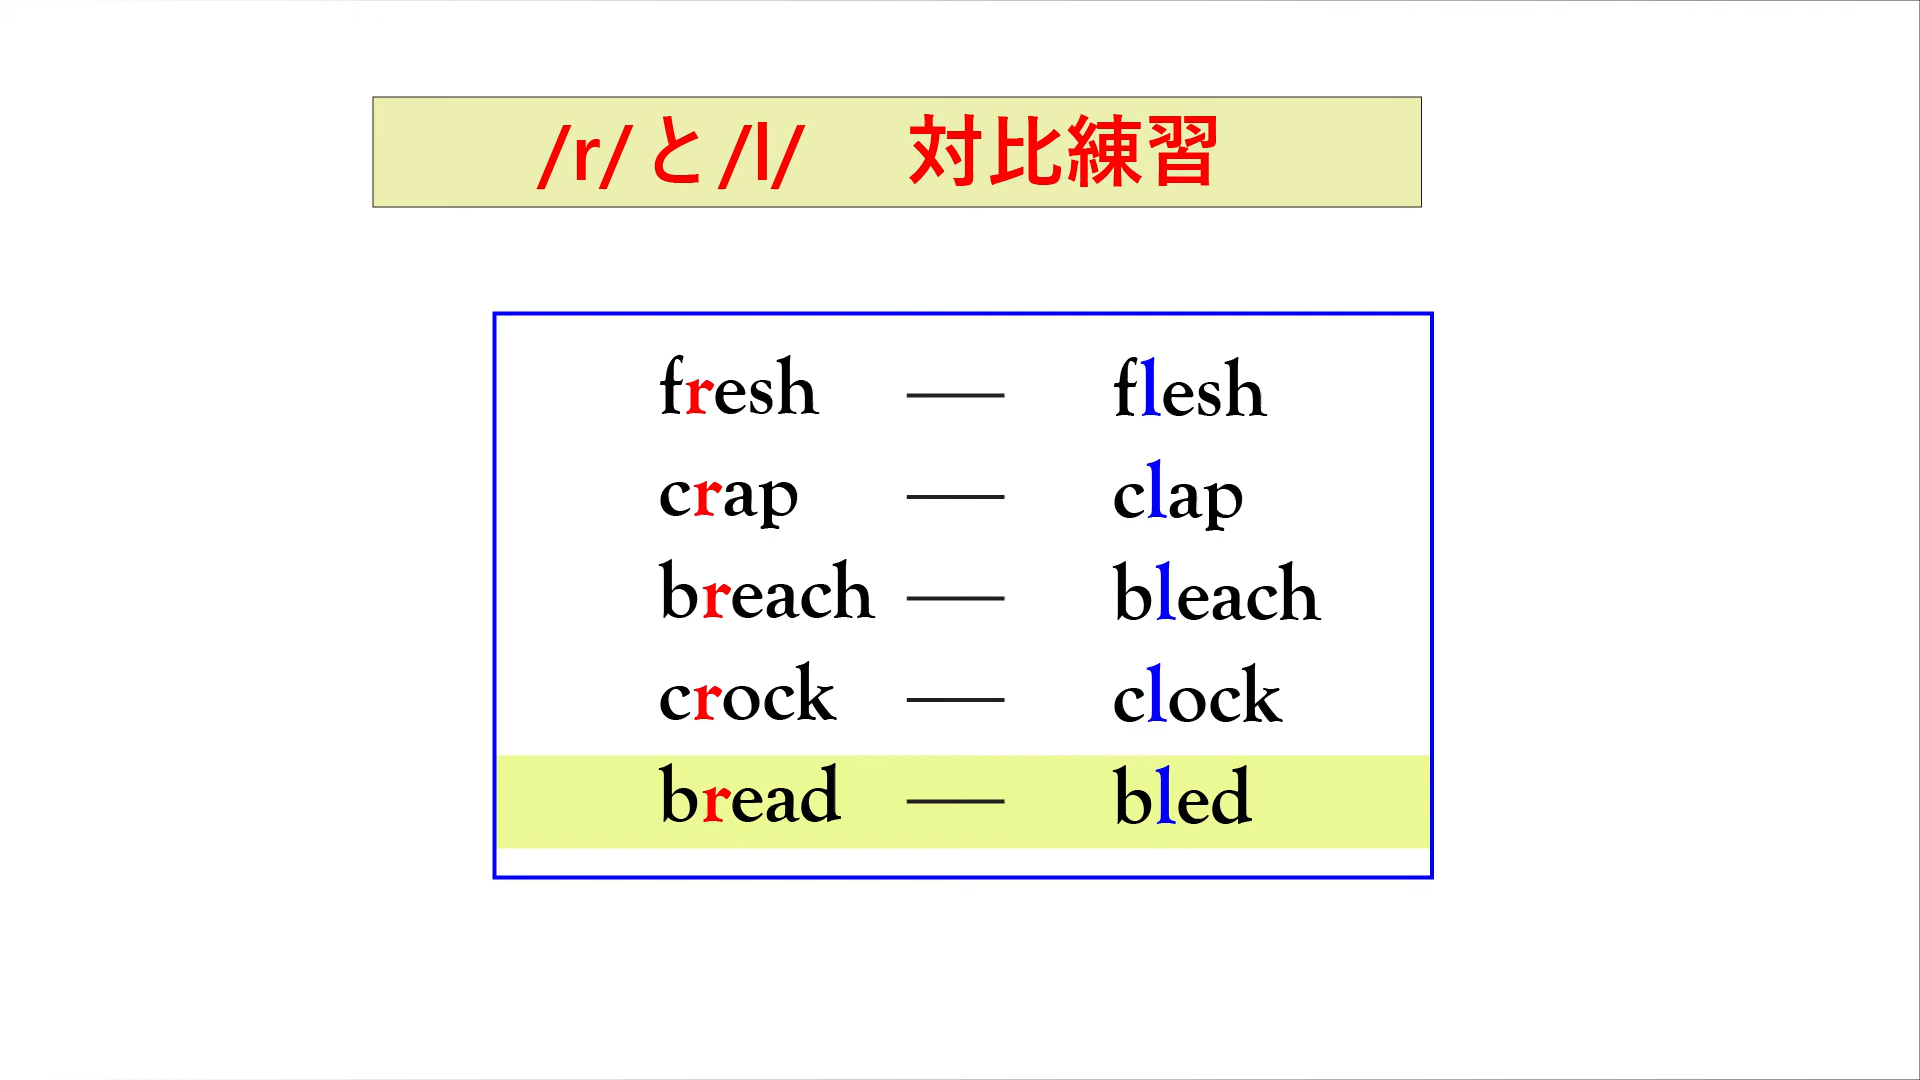 /r/と/l/ 対比練習
fresh — flesh
crap — clap
breach — bleach
crock — clock
bread — bled